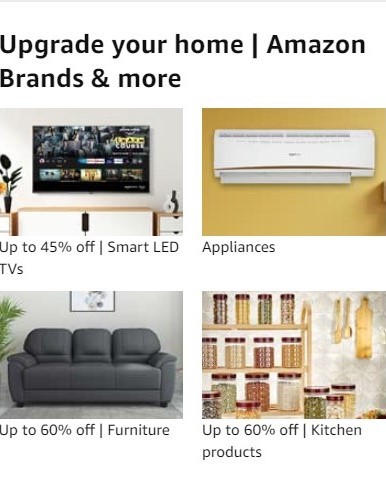 Upgrade your home | Amazon
Brands & more
Up to 45% off | Smart LED
TVs
Appliances
Up to 60% off | Furniture
Up to 60% off | Kitchen
products